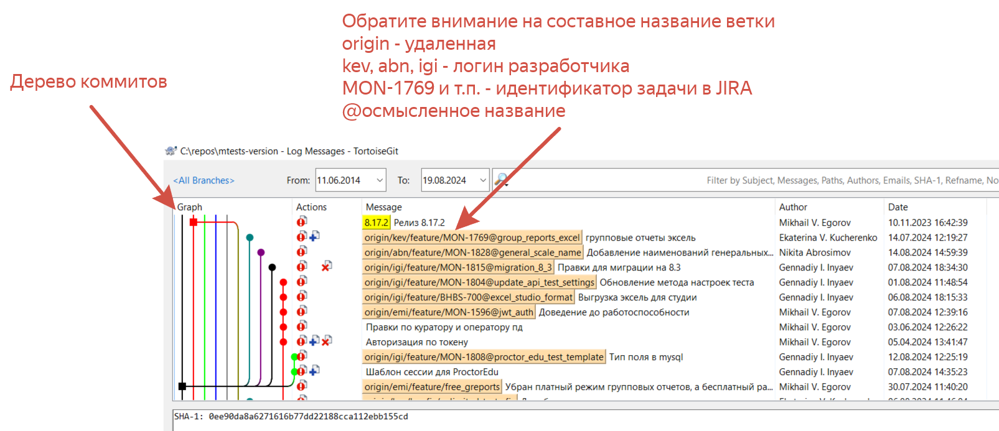 Обратите внимание на составное название ветки
origin - удаленная
kev, abn, igi - логин разработчика
MON-1769 и т.п. - идентификатор задачи в JIRA
@осмысленное название
Дерево коммитов
C:\repos\mtests-version - Log Messages - TortoiseGit
<All Branches> From: 11.06.2014 To: 19.08.2024 Filter by Subject, Messages, Paths, Authors, Emails, SHA-1, Refname, No
Graph Actions Message Author Date
8.17.2 Релиз 8.17.2 Mikhail V. Egorov 10.11.2023 16:42:39
origin/kev/feature/MON-1769@group_reports_excel групповые отчеты эксель Ekaterina V. Kucherenko 14.07.2024 12:19:27
origin/abn/feature/MON-1828@general_scale_name Добавление наименований генеральных... Nikita Abrosimov 14.08.2024 14:59:39
origin/igi/feature/MON-1815@migration_8_3 Правки для миграции на 8.3 Gennadiy I. Inyaev 07.08.2024 18:34:30
origin/igi/feature/MON-1804@update_api_test_settings Обновление метода настроек теста Gennadiy I. Inyaev 01.08.2024 11:48:54
origin/igi/feature/BHBS-700@excel_studio_format Выгрузка эксель для студии Gennadiy I. Inyaev 06.08.2024 18:15:33
origin/emi/feature/MON-1596@jwt_auth Доведение до работоспособности Mikhail V. Egorov 07.08.2024 12:39:16
Правки по куратору и оператору пд Mikhail V. Egorov 03.06.2024 12:26:22
Авторизация по токену Mikhail V. Egorov 05.04.2024 13:41:47
origin/igi/feature/MON-1808@proctor_edu_test_template Тип поля в mysql Gennadiy I. Inyaev 12.08.2024 12:25:19
Шаблон сессии для ProctorEdu Gennadiy I. Inyaev 07.08.2024 14:35:23
origin/emi/feature/free_greports Убран платный режим групповых отчетов, а бесплатный ра... Mikhail V. Egorov 30.07.2024 11:40:20
SHA-1: 0ee90da8a6271616b77dd22188cca112ebb155cd